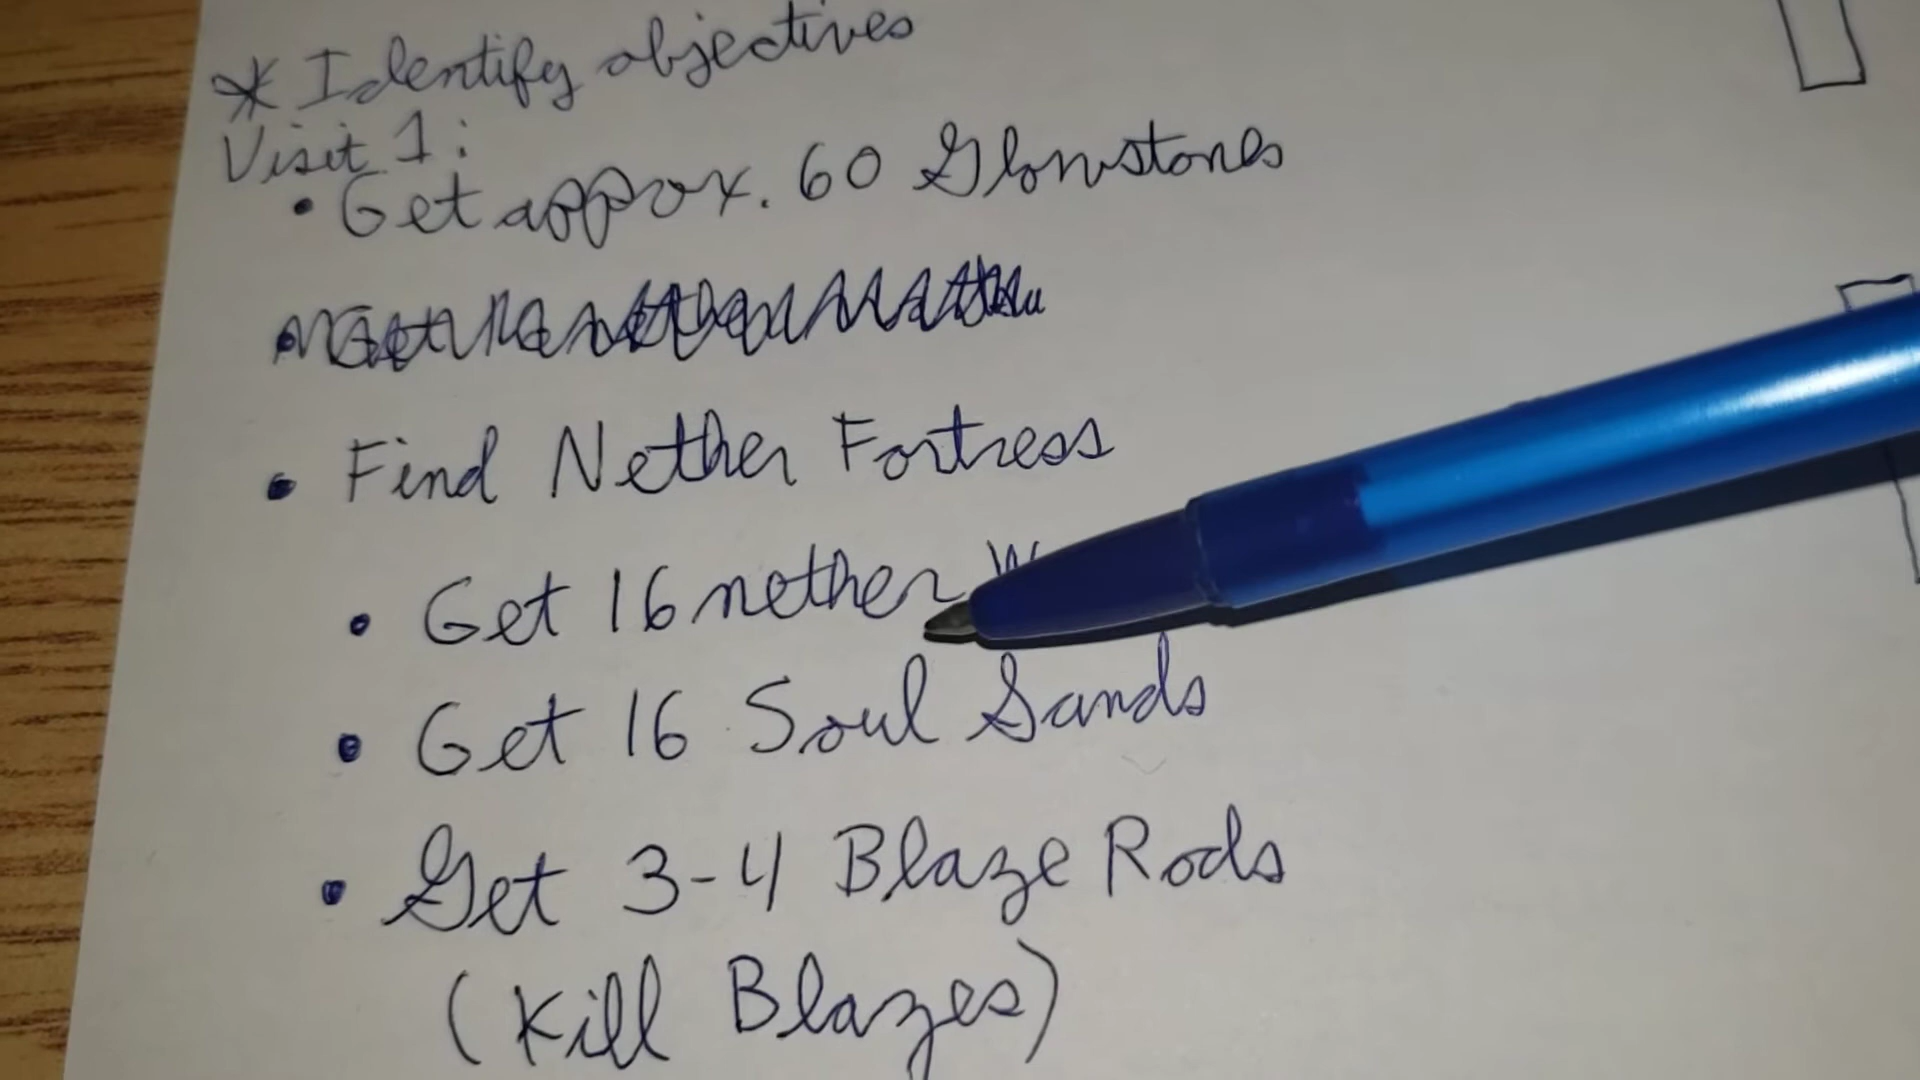 * Identify objectives
Visit 1:
• Get approx. 60 Glowstones
• Find Nether Fortress
• Get 16 nether
• Get 16 Soul Sands
• Get 3-4 Blaze Rods
(Kill Blazes)